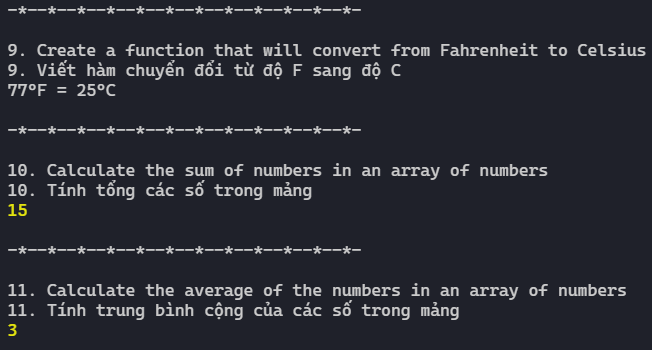 -*--*--*--*--*--*--*--*--*--*--*--*-
9. Create a function that will convert from Fahrenheit to Celsius
9. Viết hàm chuyển đổi từ độ F sang độ C
77°F = 25°C
-*--*--*--*--*--*--*--*--*--*--*--*-
10. Calculate the sum of numbers in an array of numbers
10. Tính tổng các số trong mảng
15
-*--*--*--*--*--*--*--*--*--*--*--*-
11. Calculate the average of the numbers in an array of numbers
11. Tính trung bình cộng của các số trong mảng
3